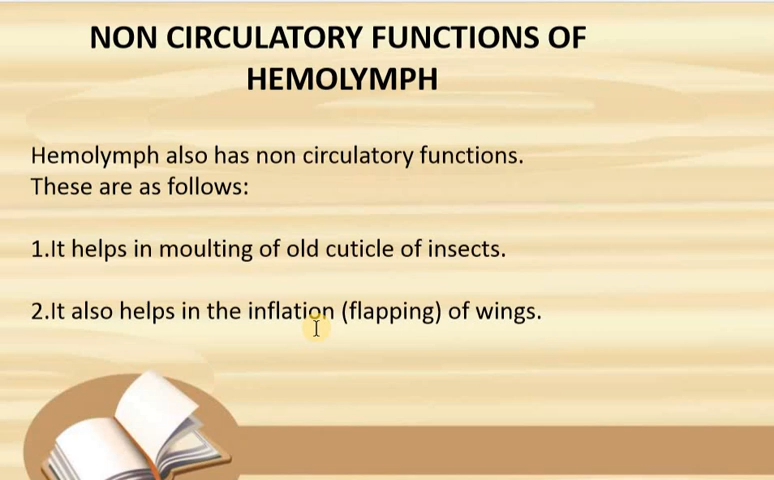 NON CIRCULATORY FUNCTIONS OF
HEMOLYMPH
Hemolymph also has non circulatory functions.
These are as follows:
1.It helps in moulting of old cuticle of insects.
2.It also helps in the inflation (flapping) of wings.